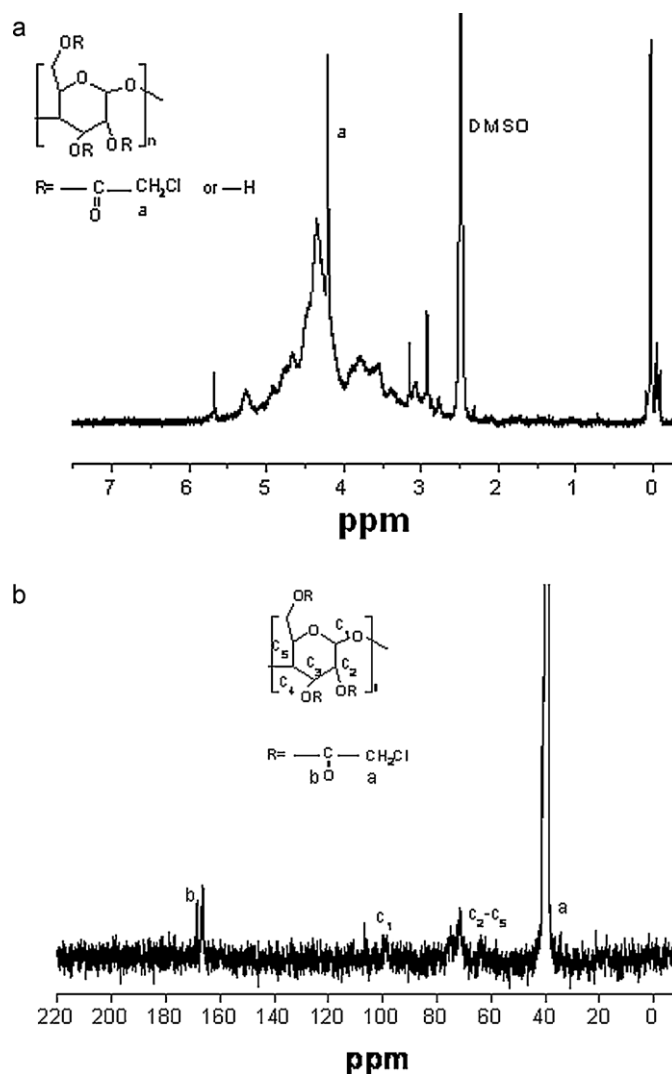 a
OR
O
O
OR
OR
n
R= C CH₂Cl or H
O
a
a
DMSO
7 6 5 4 3 2 1 0
ppm
b
OR
O
C₁
O
C₅
C₃
C₂
C₄
OR
OR
R= C CH₂Cl
b O a
b
C₁
C₂-C₅
a
220 200 180 160 140 120 100 80 60 40 20 0
ppm